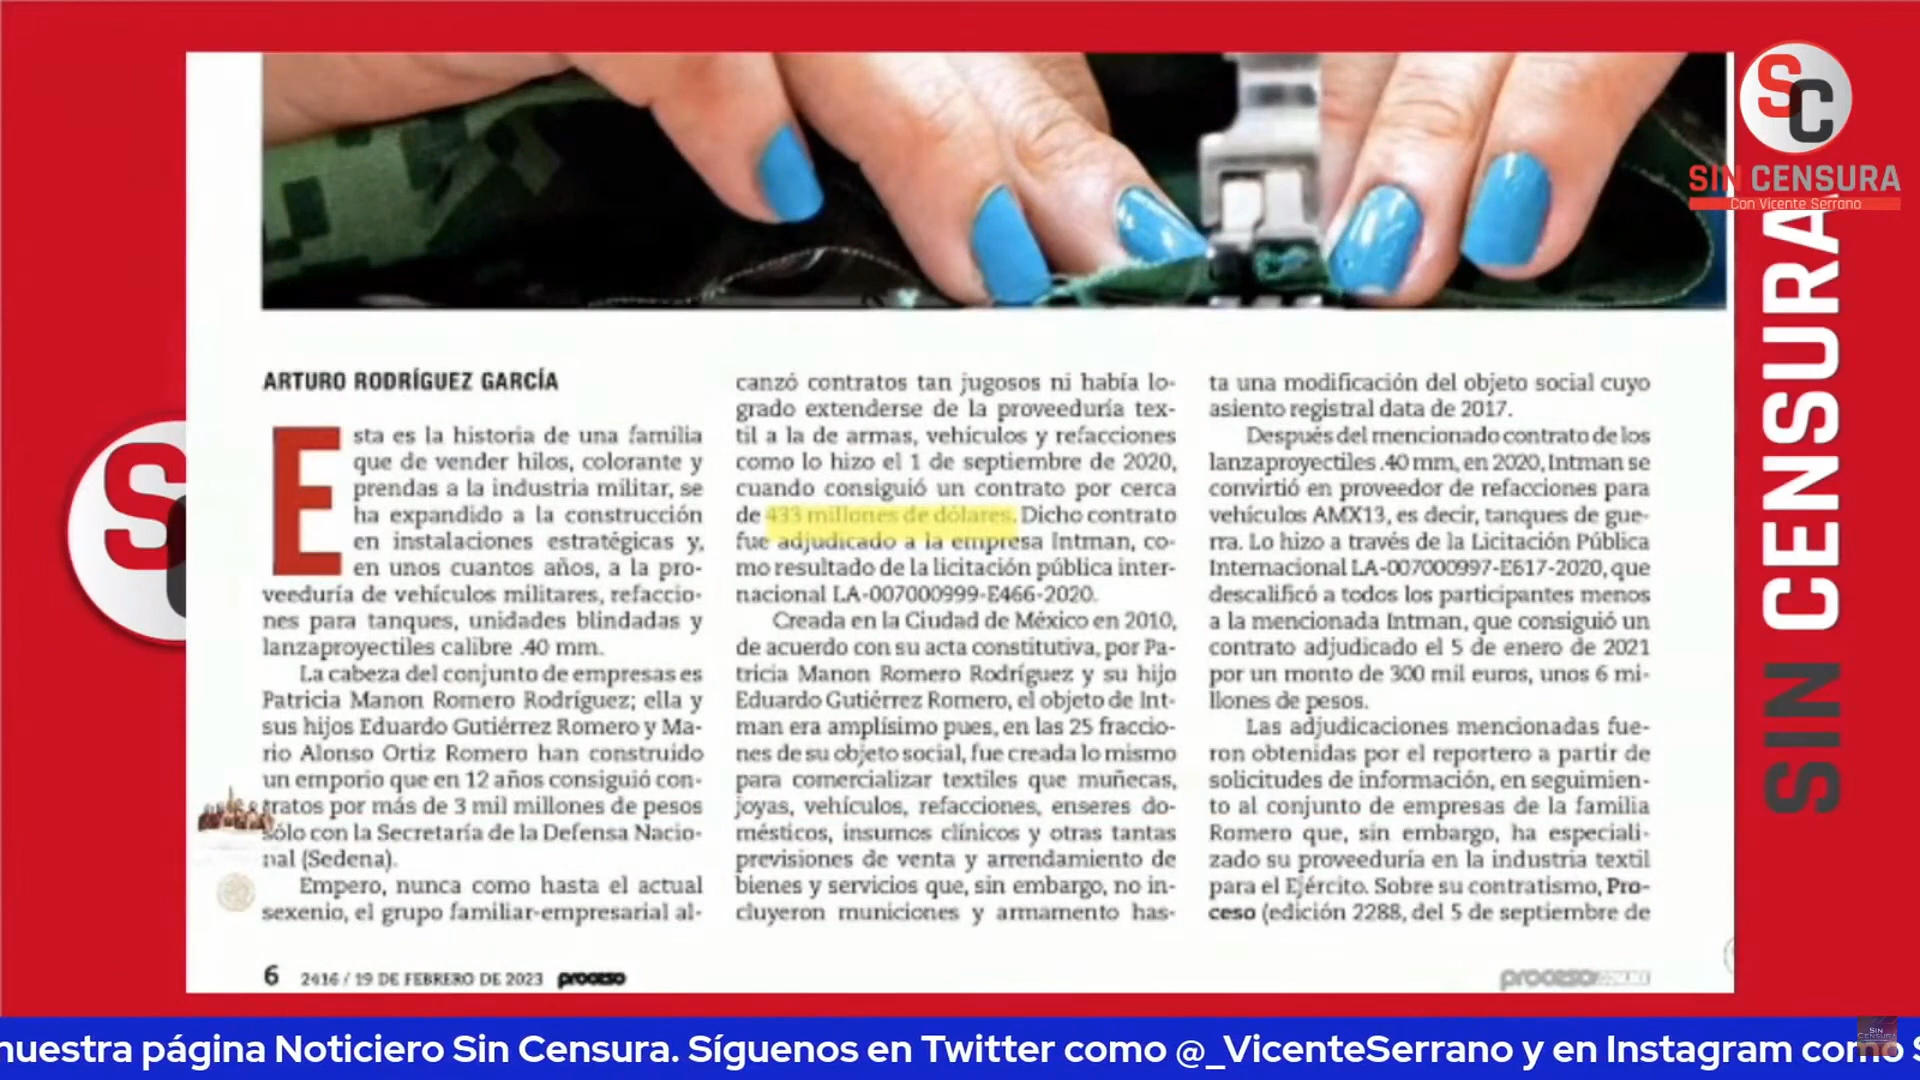 SC
SIN CENSURA
Con Vicente Serrano
SIN CENSURA
ARTURO RODRÍGUEZ GARCÍA
Esta es la historia de una familia
que de vender hilos, colorante y
prendas a la industria militar, se
ha expandido a la construcción
en instalaciones estratégicas y,
en unos cuantos años, a la pro-
veeduría de vehículos militares, refaccio-
nes para tanques, unidades blindadas y
lanzaproyectiles calibre .40 mm.
La cabeza del conjunto de empresas es
Patricia Manon Romero Rodríguez; ella y
sus hijos Eduardo Gutiérrez Romero y Ma-
rio Alonso Ortiz Romero han construido
un emporio que en 12 años consiguió con-
tratos por más de 3 mil millones de pesos
sólo con la Secretaría de la Defensa Nacio-
nal (Sedena).
Empero, nunca como hasta el actual
sexenio, el grupo familiar-empresarial al-
canzó contratos tan jugosos ni había lo-
grado extenderse de la proveeduría tex-
til a la de armas, vehículos y refacciones
como lo hizo el 1 de septiembre de 2020,
cuando consiguió un contrato por cerca
de 433 millones de dólares. Dicho contrato
fue adjudicado a la empresa Intman, co-
mo resultado de la licitación pública inter-
nacional LA-007000999-E466-2020.
Creada en la Ciudad de México en 2010,
de acuerdo con su acta constitutiva, por Pa-
tricia Manon Romero Rodríguez y su hijo
Eduardo Gutiérrez Romero, el objeto de Int-
man era amplísimo pues, en las 25 fraccio-
nes de su objeto social, fue creada lo mismo
para comercializar textiles que muñecas,
joyas, vehículos, refacciones, enseres do-
mésticos, insumos clínicos y otras tantas
previsiones de venta y arrendamiento de
bienes y servicios que, sin embargo, no in-
cluyeron municiones y armamento has-
ta una modificación del objeto social cuyo
asiento registral data de 2017.
Después del mencionado contrato de los
lanzaproyectiles .40 mm, en 2020, Intman se
convirtió en proveedor de refacciones para
vehículos AMX13, es decir, tanques de gue-
rra. Lo hizo a través de la Licitación Pública
Internacional LA-007000997-E617-2020, que
descalificó a todos los participantes menos
a la mencionada Intman, que consiguió un
contrato adjudicado el 5 de enero de 2021
por un monto de 300 mil euros, unos 6 mi-
llones de pesos.
Las adjudicaciones mencionadas fue-
ron obtenidas por el reportero a partir de
solicitudes de información, en seguimien-
to al conjunto de empresas de la familia
Romero que, sin embargo, ha especiali-
zado su proveeduría en la industria textil
para el Ejército. Sobre su contratismo, Pro-
ceso (edición 2288, del 5 de septiembre de
6 2416 / 19 DE FEBRERO DE 2023 proceso
proceso
nuestra página Noticiero Sin Censura. Síguenos en Twitter como @_VicenteSerrano y en Instagram como S